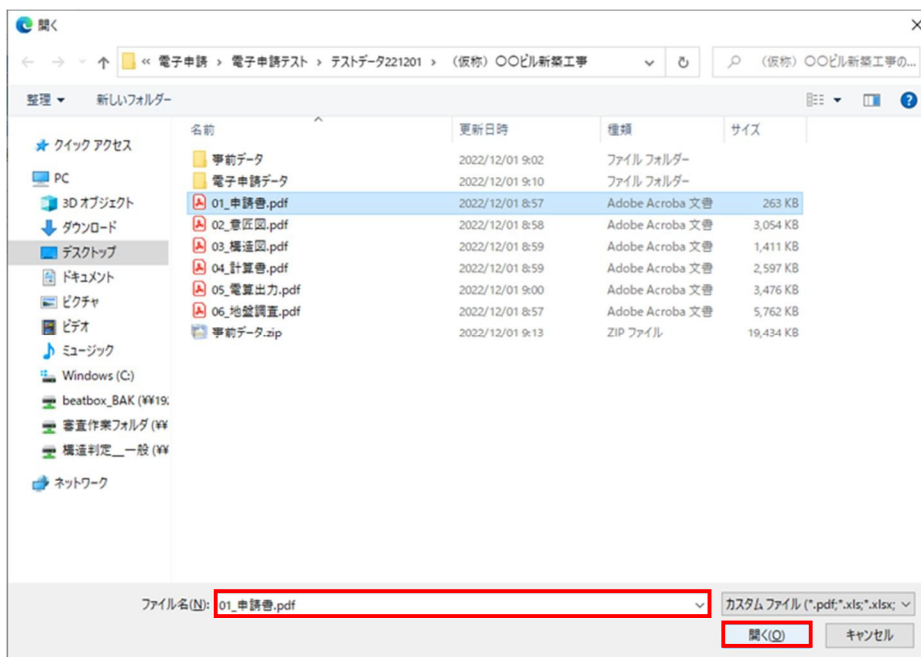 開く
« 電子申請 › 電子申請テスト › テストデータ221201 › （仮称）〇〇ビル新築工事
（仮称）〇〇ビル新築工事の...
整理 新しいフォルダー
名前 更新日時 種類 サイズ
クイック アクセス
PC
3D オブジェクト
ダウンロード
デスクトップ
ドキュメント
ピクチャ
ビデオ
ミュージック
Windows (C:)
beatbox_BAK (¥¥192
審査作業フォルダ (¥¥
構造判定__一般 (¥¥
ネットワーク
事前データ 2022/12/01 9:02 ファイル フォルダー
電子申請データ 2022/12/01 9:10 ファイル フォルダー
01_申請書.pdf 2022/12/01 8:57 Adobe Acroba 文書 263 KB
02_意匠図.pdf 2022/12/01 8:58 Adobe Acroba 文書 3,054 KB
03_構造図.pdf 2022/12/01 8:59 Adobe Acroba 文書 1,411 KB
04_計算書.pdf 2022/12/01 8:59 Adobe Acroba 文書 2,597 KB
05_電算出力.pdf 2022/12/01 9:00 Adobe Acroba 文書 3,476 KB
06_地盤調査.pdf 2022/12/01 8:57 Adobe Acroba 文書 5,762 KB
事前データ.zip 2022/12/01 9:13 ZIP ファイル 19,434 KB
ファイル名(N): 01_申請書.pdf カスタム ファイル (*.pdf;*.xls;*.xlsx;
開く(O) キャンセル